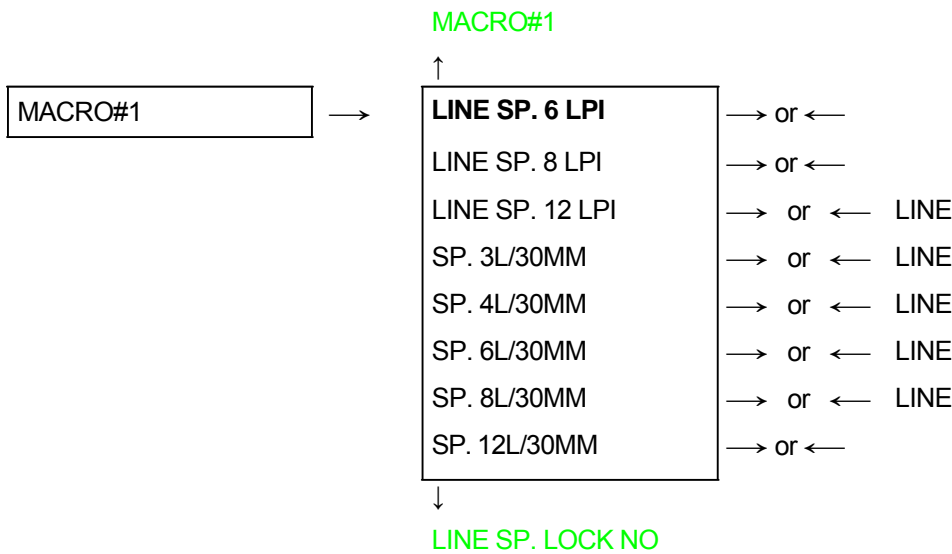 MACRO#1
↑
MACRO#1 → LINE SP. 6 LPI → or ←
LINE SP. 8 LPI → or ←
LINE SP. 12 LPI → or ← LINE
SP. 3L/30MM → or ← LINE
SP. 4L/30MM → or ← LINE
SP. 6L/30MM → or ← LINE
SP. 8L/30MM → or ← LINE
SP. 12L/30MM → or ←
↓
LINE SP. LOCK NO